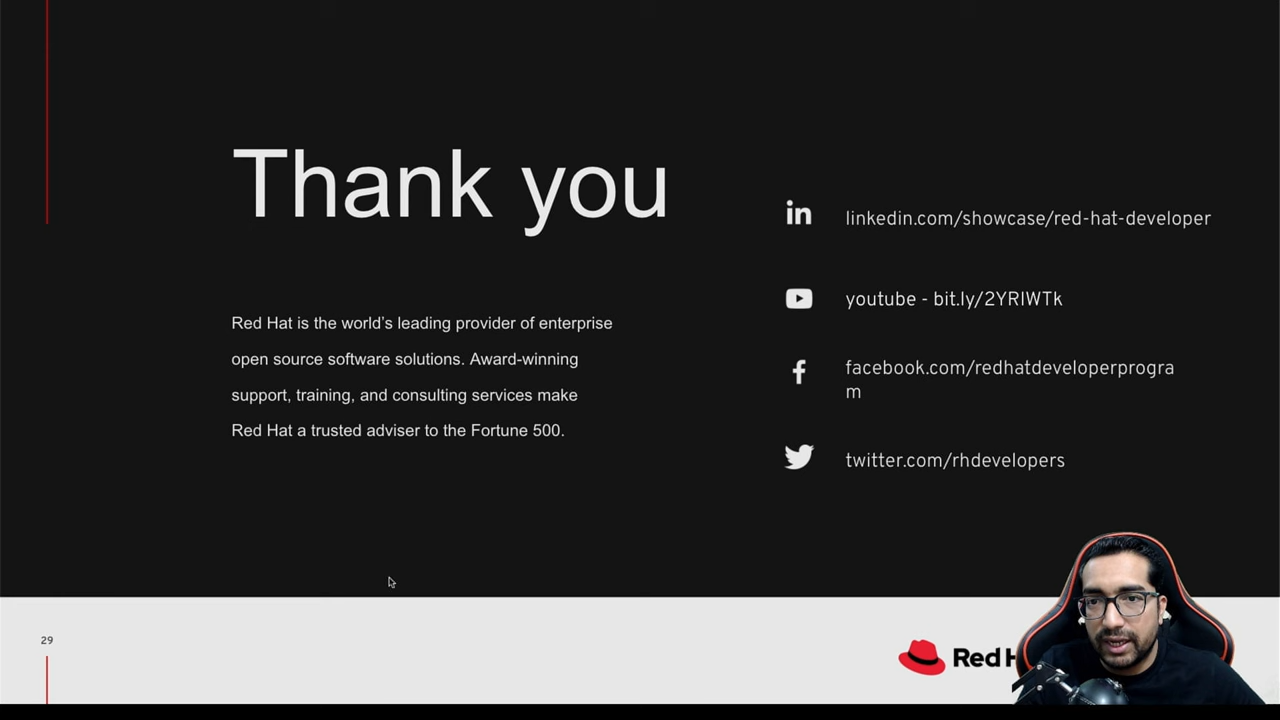 Thank you
Red Hat is the world's leading provider of enterprise
open source software solutions. Award-winning
support, training, and consulting services make
Red Hat a trusted adviser to the Fortune 500.
linkedin.com/showcase/red-hat-developer
youtube - bit.ly/2YRIWTk
facebook.com/redhatdeveloperprogra
m
twitter.com/rhdevelopers
29
Red H